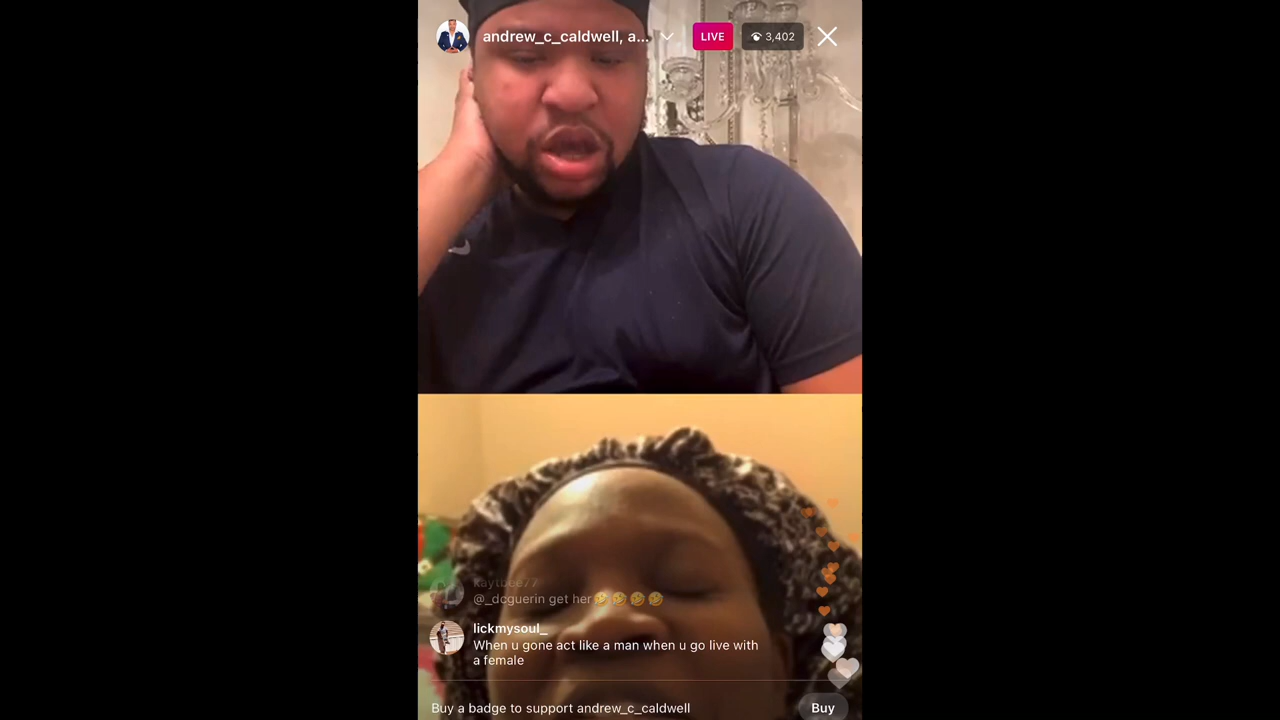 andrew_c_caldwell, a...
LIVE
3,402
kaytbee77
@_dcguerin get her🤣🤣🤣🤣
lickmysoul_
When u gone act like a man when u go live with
a female
Buy a badge to support andrew_c_caldwell
Buy